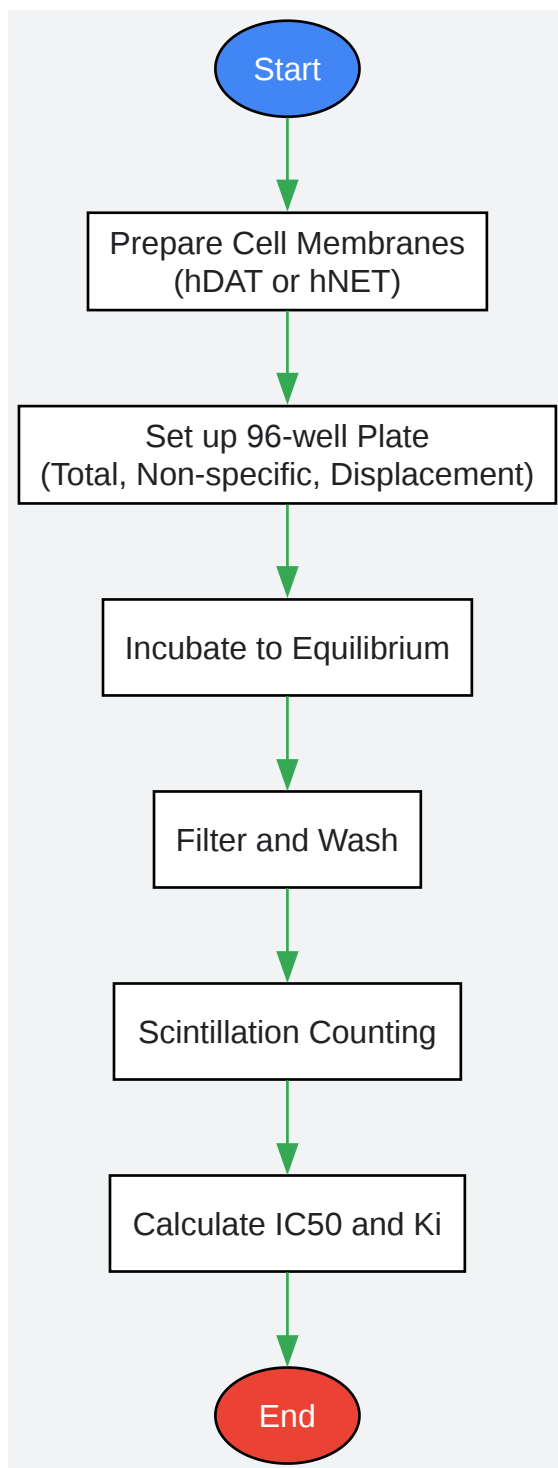 Start
Prepare Cell Membranes
(hDAT or hNET)
Set up 96-well Plate
(Total, Non-specific, Displacement)
Incubate to Equilibrium
Filter and Wash
Scintillation Counting
Calculate IC50 and Ki
End